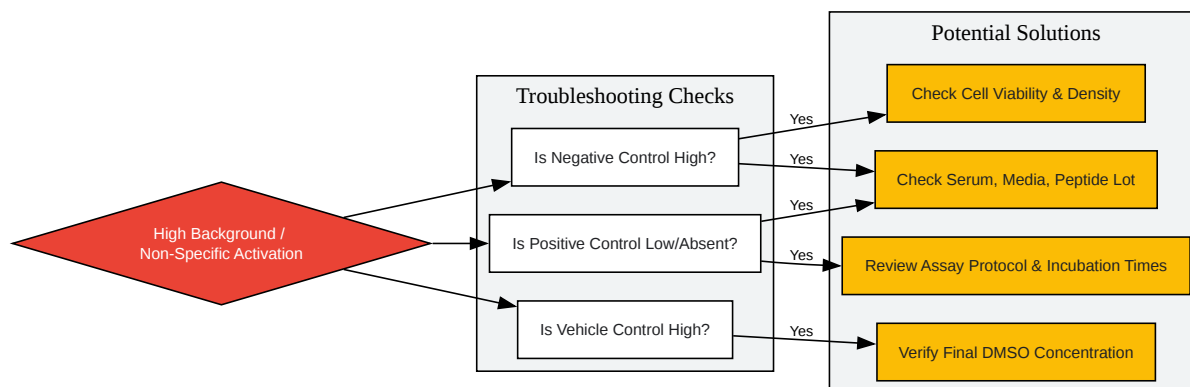 High Background /
Non-Specific Activation
Troubleshooting Checks
Is Negative Control High?
Is Positive Control Low/Absent?
Is Vehicle Control High?
Yes
Yes
Yes
Yes
Yes
Potential Solutions
Check Cell Viability & Density
Check Serum, Media, Peptide Lot
Review Assay Protocol & Incubation Times
Verify Final DMSO Concentration